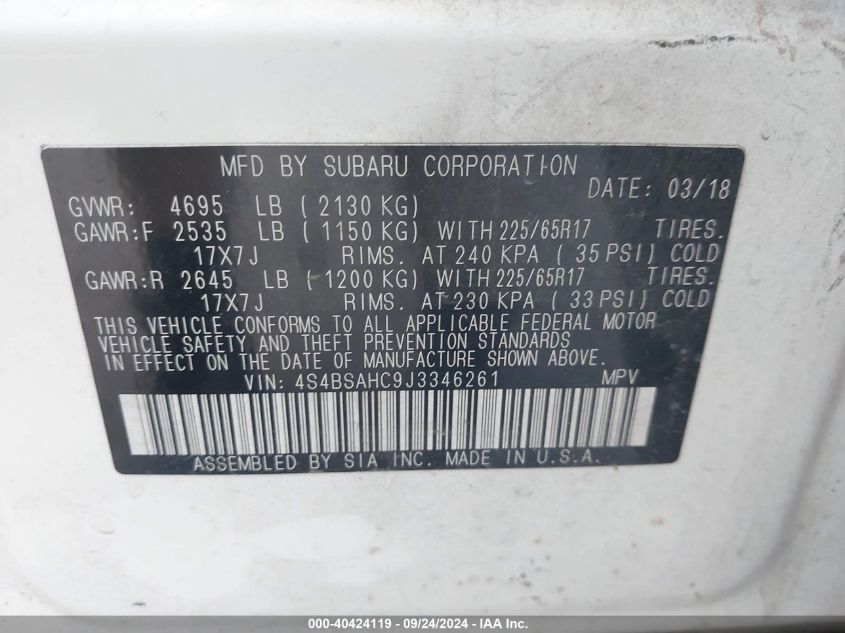 MFD BY SUBARU CORPORATION
DATE: 03/18
GVWR: 4695 LB ( 2130 KG)
GAWR:F 2535 LB ( 1150 KG) WITH 225/65R17 TIRES.
17X7J RIMS. AT 240 KPA ( 35 PSI) COLD
GAWR:R 2645 LB ( 1200 KG) WITH 225/65R17 TIRES.
17X7J RIMS. AT 230 KPA ( 33 PSI) COLD
THIS VEHICLE CONFORMS TO ALL APPLICABLE FEDERAL MOTOR
VEHICLE SAFETY AND THEFT PREVENTION STANDARDS
IN EFFECT ON THE DATE OF MANUFACTURE SHOWN ABOVE.
VIN: 4S4BSAHC9J3346261 MPV
ASSEMBLED BY SIA INC. MADE IN U.S.A.
000-40424119 - 09/24/2024 - IAA Inc.